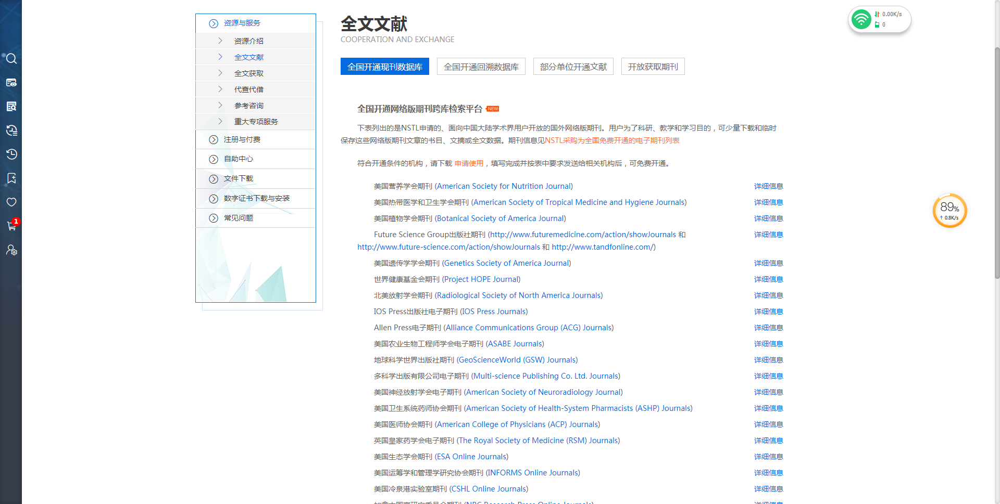 资源与服务
资源介绍
全文文献
全文获取
代查代借
参考咨询
重大专项服务
注册与付费
自助中心
文件下载
数字证书下载与安装
常见问题
1
全文文献
COOPERATION AND EXCHANGE
全国开通现刊数据库
全国开通回溯数据库
部分单位开通文献
开放获取期刊
全国开通网络版期刊跨库检索平台 NEW
下表列出的是NSTL申请的、面向中国大陆学术界用户开放的国外网络版期刊。用户为了科研、教学和学习目的，可少量下载和临时
保存这些网络版期刊文章的书目、文摘或全文数据。期刊信息见NSTL采购为全国免费开通的电子期刊列表
符合开通条件的机构，请下载 申请使用，填写完成并按表中要求发送给相关机构后，可免费开通。
美国营养学会期刊 (American Society for Nutrition Journal) 详细信息
美国热带医学和卫生学会期刊 (American Society of Tropical Medicine and Hygiene Journals) 详细信息
美国植物学会期刊 (Botanical Society of America Journal) 详细信息
Future Science Group出版社期刊 (http://www.futuremedicine.com/action/showJournals 和 详细信息
http://www.future-science.com/action/showJournals 和 http://www.tandfonline.com/)
美国遗传学学会期刊 (Genetics Society of America Journal) 详细信息
世界健康基金会期刊 (Project HOPE Journal) 详细信息
北美放射学会期刊 (Radiological Society of North America Journals) 详细信息
IOS Press出版社电子期刊 (IOS Press Journals) 详细信息
Allen Press电子期刊 (Alliance Communications Group (ACG) Journals) 详细信息
美国农业生物工程师学会电子期刊 (ASABE Journals) 详细信息
地球科学世界出版社期刊 (GeoScienceWorld (GSW) Journals) 详细信息
多科学出版有限公司电子期刊 (Multi-science Publishing Co. Ltd. Journals) 详细信息
美国神经放射学会电子期刊 (American Society of Neuroradiology Journal) 详细信息
美国卫生系统药师协会期刊 (American Society of Health-System Pharmacists (ASHP) Journals) 详细信息
美国医师协会期刊 (American College of Physicians (ACP) Journals) 详细信息
英国皇家药学会电子期刊 (The Royal Society of Medicine (RSM) Journals) 详细信息
美国生态学会期刊 (ESA Online Journals) 详细信息
美国运筹学和管理学研究协会期刊 (INFORMS Online Journals) 详细信息
美国冷泉港实验室期刊 (CSHL Online Journals) 详细信息
0.00K/s
0
89%
0.8K/s